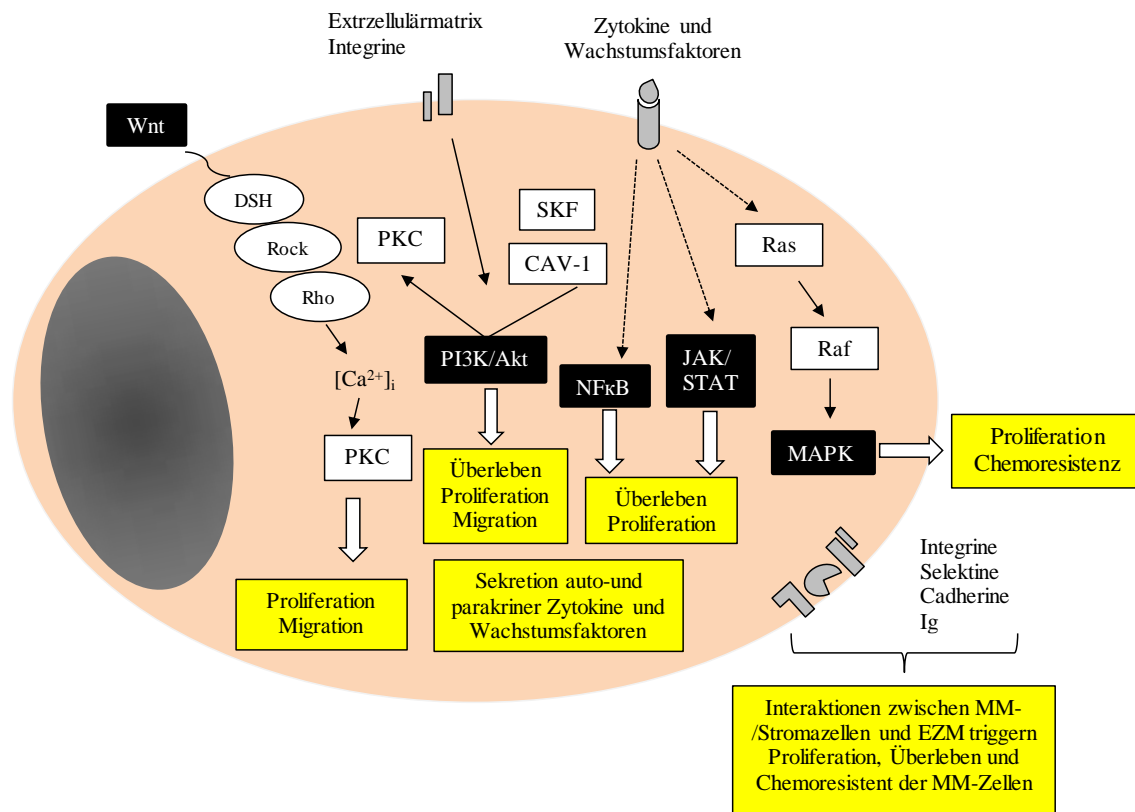 Extrzellulärmatrix
Integrine
Zytokine und
Wachstumsfaktoren
Wnt
DSH
Rock
Rho
[Ca²⁺]ᵢ
PKC
Proliferation
Migration
PKC
SKF
CAV-1
PI3K/Akt
Überleben
Proliferation
Migration
NFκB
JAK/
STAT
Überleben
Proliferation
Ras
Raf
MAPK
Proliferation
Chemoresistenz
Sekretion auto-und
parakriner Zytokine und
Wachstumsfaktoren
Integrine
Selektine
Cadherine
Ig
Interaktionen zwischen MM-
/Stromazellen und EZM triggern
Proliferation, Überleben und
Chemoresistent der MM-Zellen